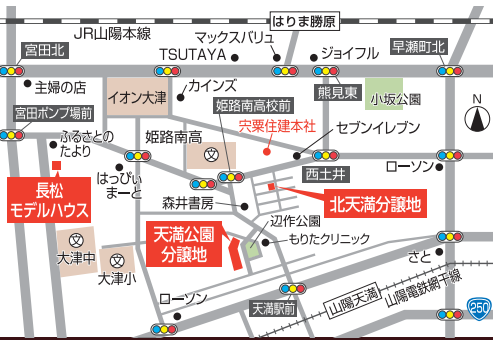 はりま勝原
JR山陽本線
マックスバリュ
宮田北
TSUTAYA
ジョイフル
早瀬町北
主婦の店
カインズ
イオン大津
熊見東
小坂公園
N
宮田ポンプ場前
姫路南高校前
ふるさとの
たより
姫路南高
文
宍粟住建本社
セブンイレブン
はっぴぃ
まーと
西土井
ローソン
長松
モデルハウス
森井書房
北天満分譲地
辺作公園
天満公園
分譲地
もりたクリニック
文
大津中
文
大津小
さと
ローソン
天満駅前
山陽天満
山陽電鉄網干線
250